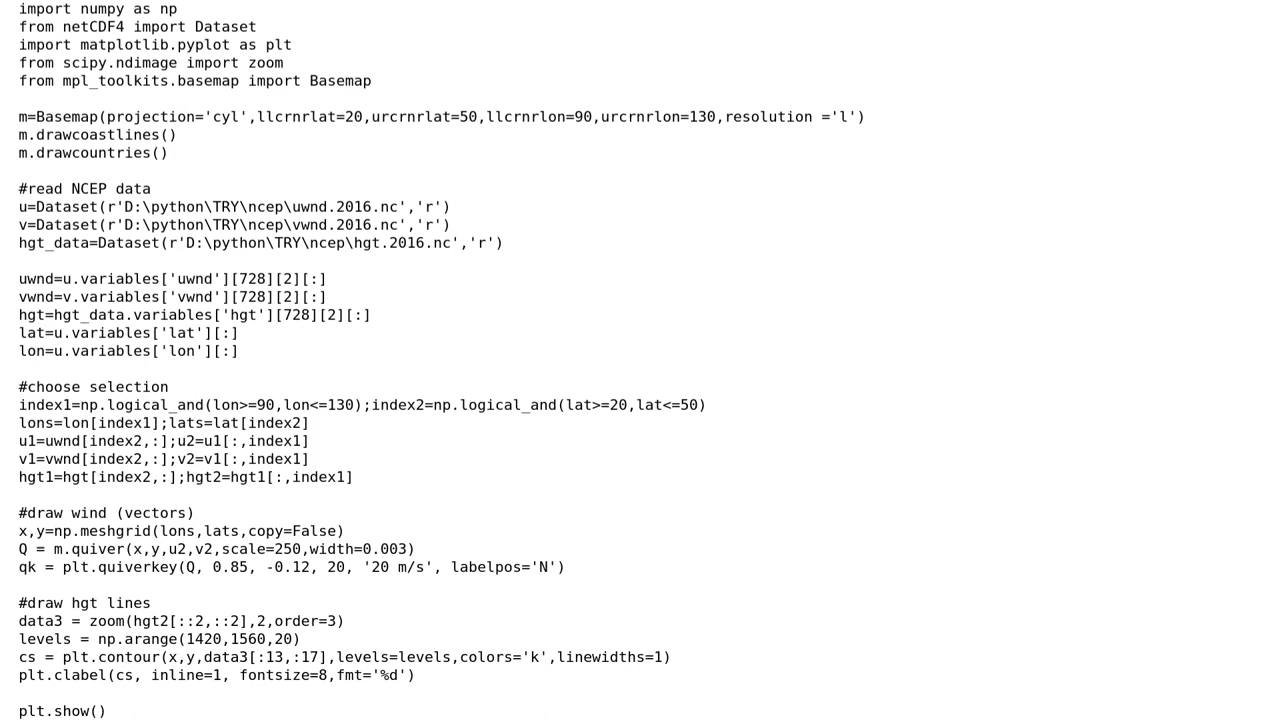 import numpy as np
from netCDF4 import Dataset
import matplotlib.pyplot as plt
from scipy.ndimage import zoom
from mpl_toolkits.basemap import Basemap
m=Basemap(projection='cyl',llcrnrlat=20,urcrnrlat=50,llcrnrlon=90,urcrnrlon=130,resolution ='l')
m.drawcoastlines()
m.drawcountries()
#read NCEP data
u=Dataset(r'D:\python\TRY\ncep\uwnd.2016.nc','r')
v=Dataset(r'D:\python\TRY\ncep\vwnd.2016.nc','r')
hgt_data=Dataset(r'D:\python\TRY\ncep\hgt.2016.nc','r')
uwnd=u.variables['uwnd'][728][2][:]
vwnd=v.variables['vwnd'][728][2][:]
hgt=hgt_data.variables['hgt'][728][2][:]
lat=u.variables['lat'][:]
lon=u.variables['lon'][:]
#choose selection
index1=np.logical_and(lon>=90,lon<=130);index2=np.logical_and(lat>=20,lat<=50)
lons=lon[index1];lats=lat[index2]
u1=uwnd[index2,:];u2=u1[:,index1]
v1=vwnd[index2,:];v2=v1[:,index1]
hgt1=hgt[index2,:];hgt2=hgt1[:,index1]
#draw wind (vectors)
x,y=np.meshgrid(lons,lats,copy=False)
Q = m.quiver(x,y,u2,v2,scale=250,width=0.003)
qk = plt.quiverkey(Q, 0.85, -0.12, 20, '20 m/s', labelpos='N')
#draw hgt lines
data3 = zoom(hgt2[::2,::2],2,order=3)
levels = np.arange(1420,1560,20)
cs = plt.contour(x,y,data3[:13,:17],levels=levels,colors='k',linewidths=1)
plt.clabel(cs, inline=1, fontsize=8,fmt='%d')
plt.show()